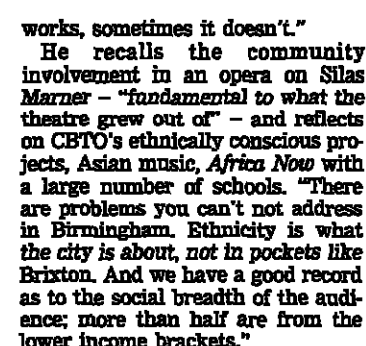 works, sometimes it doesn't."
He recalls the community
involvement in an opera on Silas
Marner – "fundamental to what the
theatre grew out of" – and reflects
on CBTO's ethnically conscious pro-
jects, Asian music, Africa Now with
a large number of schools. "There
are problems you can't not address
in Birmingham. Ethnicity is what
the city is about, not in pockets like
Brixton. And we have a good record
as to the social breadth of the audi-
ence; more than half are from the
lower income brackets."